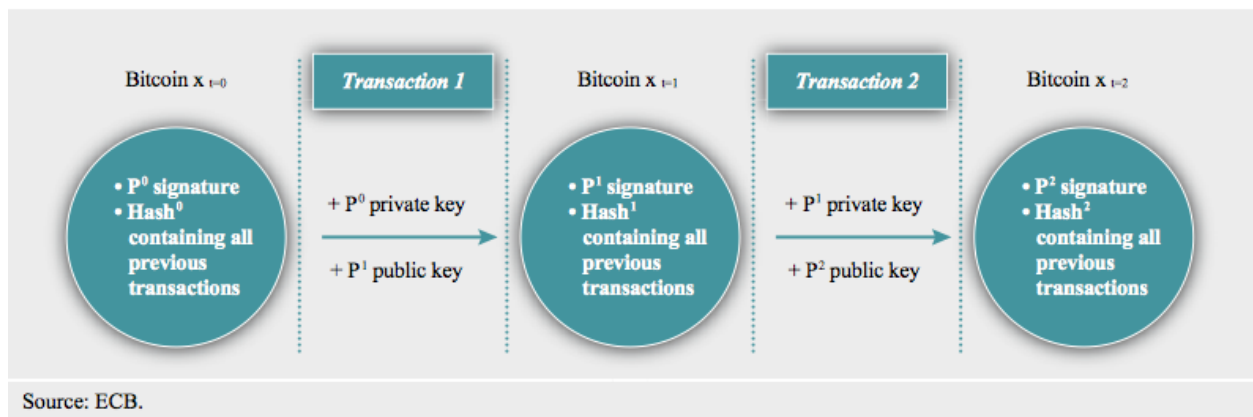 Bitcoin x t=0
Transaction 1
Bitcoin x t=1
Transaction 2
Bitcoin x t=2
• P⁰ signature
• Hash⁰
containing all
previous
transactions
+ P⁰ private key
+ P¹ public key
• P¹ signature
• Hash¹
containing all
previous
transactions
+ P¹ private key
+ P² public key
• P² signature
• Hash²
containing all
previous
transactions
Source: ECB.